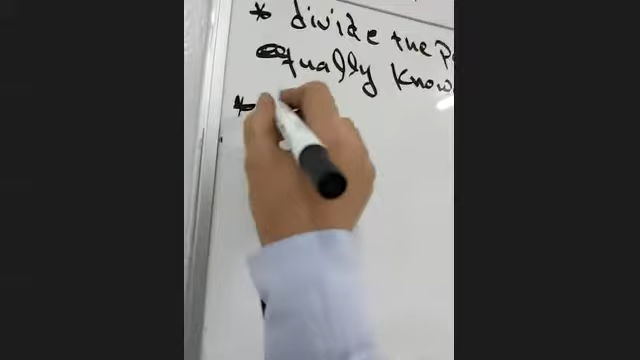 * divide the P
equally know
*